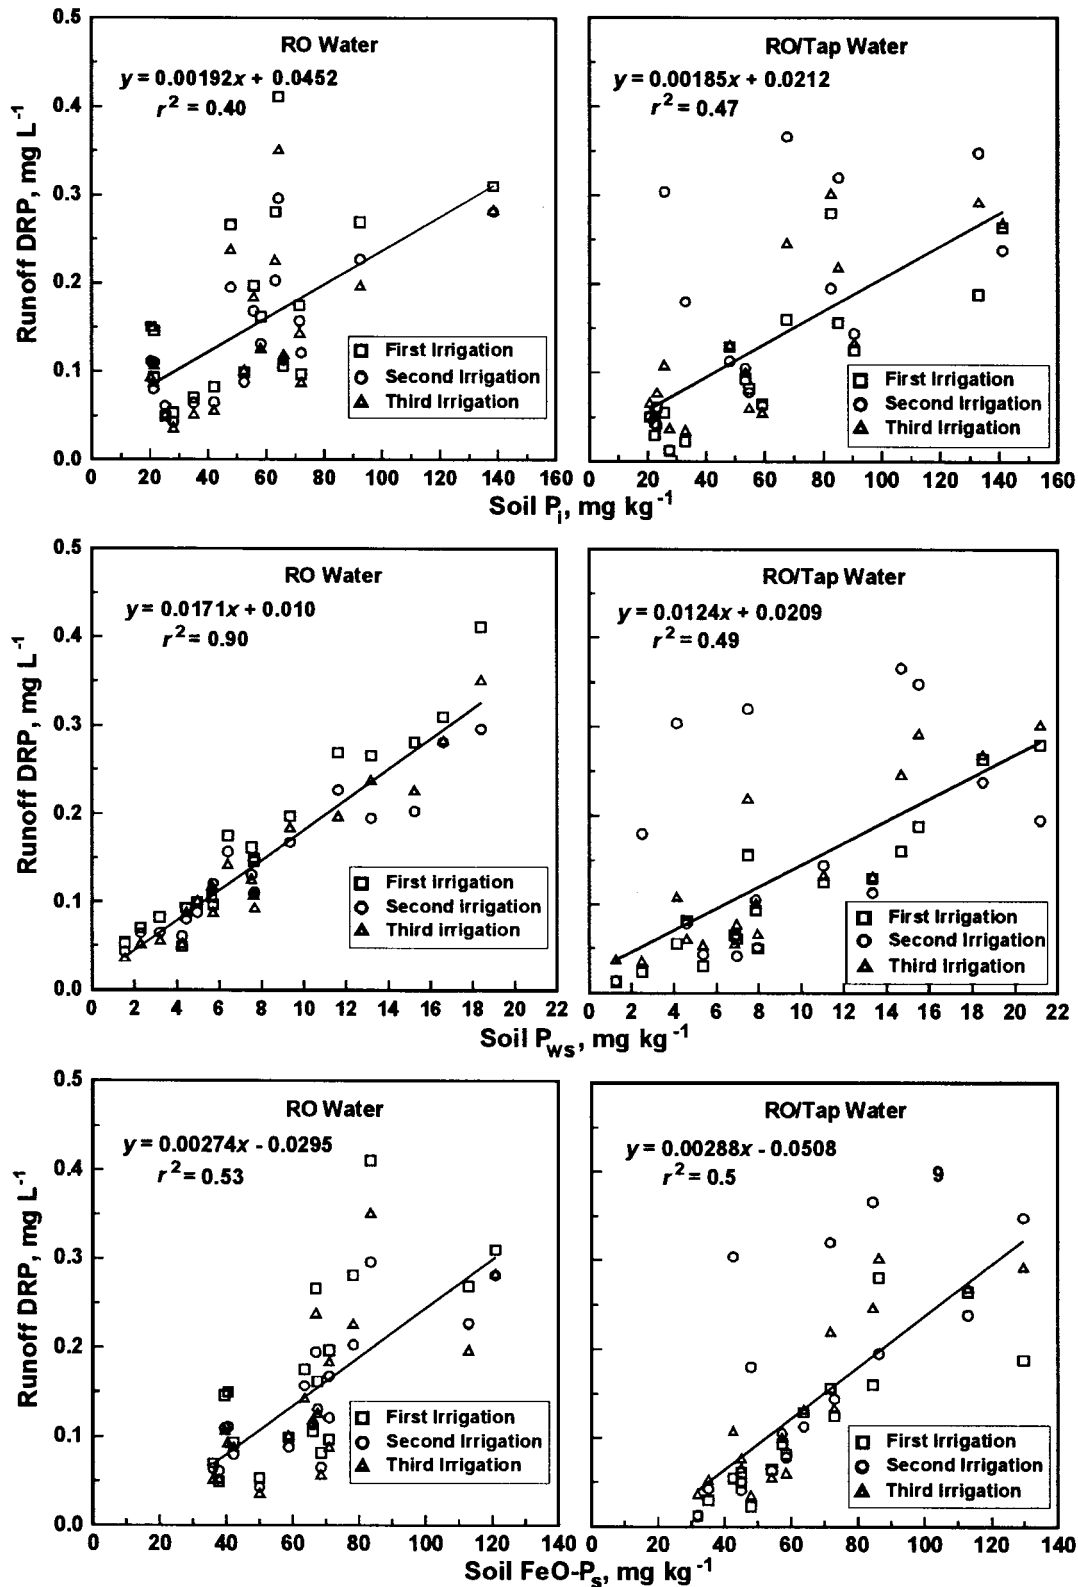 RO Water
y = 0.00192x + 0.0452
r² = 0.40
0.5
0.4
0.3
0.2
0.1
0.0
Runoff DRP, mg L⁻¹
First Irrigation
Second Irrigation
Third Irrigation
0 20 40 60 80 100 120 140 160
RO/Tap Water
y = 0.00185x + 0.0212
r² = 0.47
First Irrigation
Second Irrigation
Third Irrigation
0 20 40 60 80 100 120 140 160
Soil Pᵢ, mg kg⁻¹
RO Water
y = 0.0171x + 0.010
r² = 0.90
0.5
0.4
0.3
0.2
0.1
0.0
Runoff DRP, mg L⁻¹
First irrigation
Second irrigation
Third irrigation
0 2 4 6 8 10 12 14 16 18 20 22
RO/Tap Water
y = 0.0124x + 0.0209
r² = 0.49
First Irrigation
Second Irrigation
Third Irrigation
0 2 4 6 8 10 12 14 16 18 20 22
Soil Pws, mg kg⁻¹
RO Water
y = 0.00274x - 0.0295
r² = 0.53
0.5
0.4
0.3
0.2
0.1
0.0
Runoff DRP, mg L⁻¹
First Irrigation
Second Irrigation
Third Irrigation
0 20 40 60 80 100 120 140
RO/Tap Water
y = 0.00288x - 0.0508
r² = 0.5 9
First Irrigation
Second Irrigation
Third Irrigation
0 20 40 60 80 100 120 140
Soil FeO-Pₛ, mg kg⁻¹